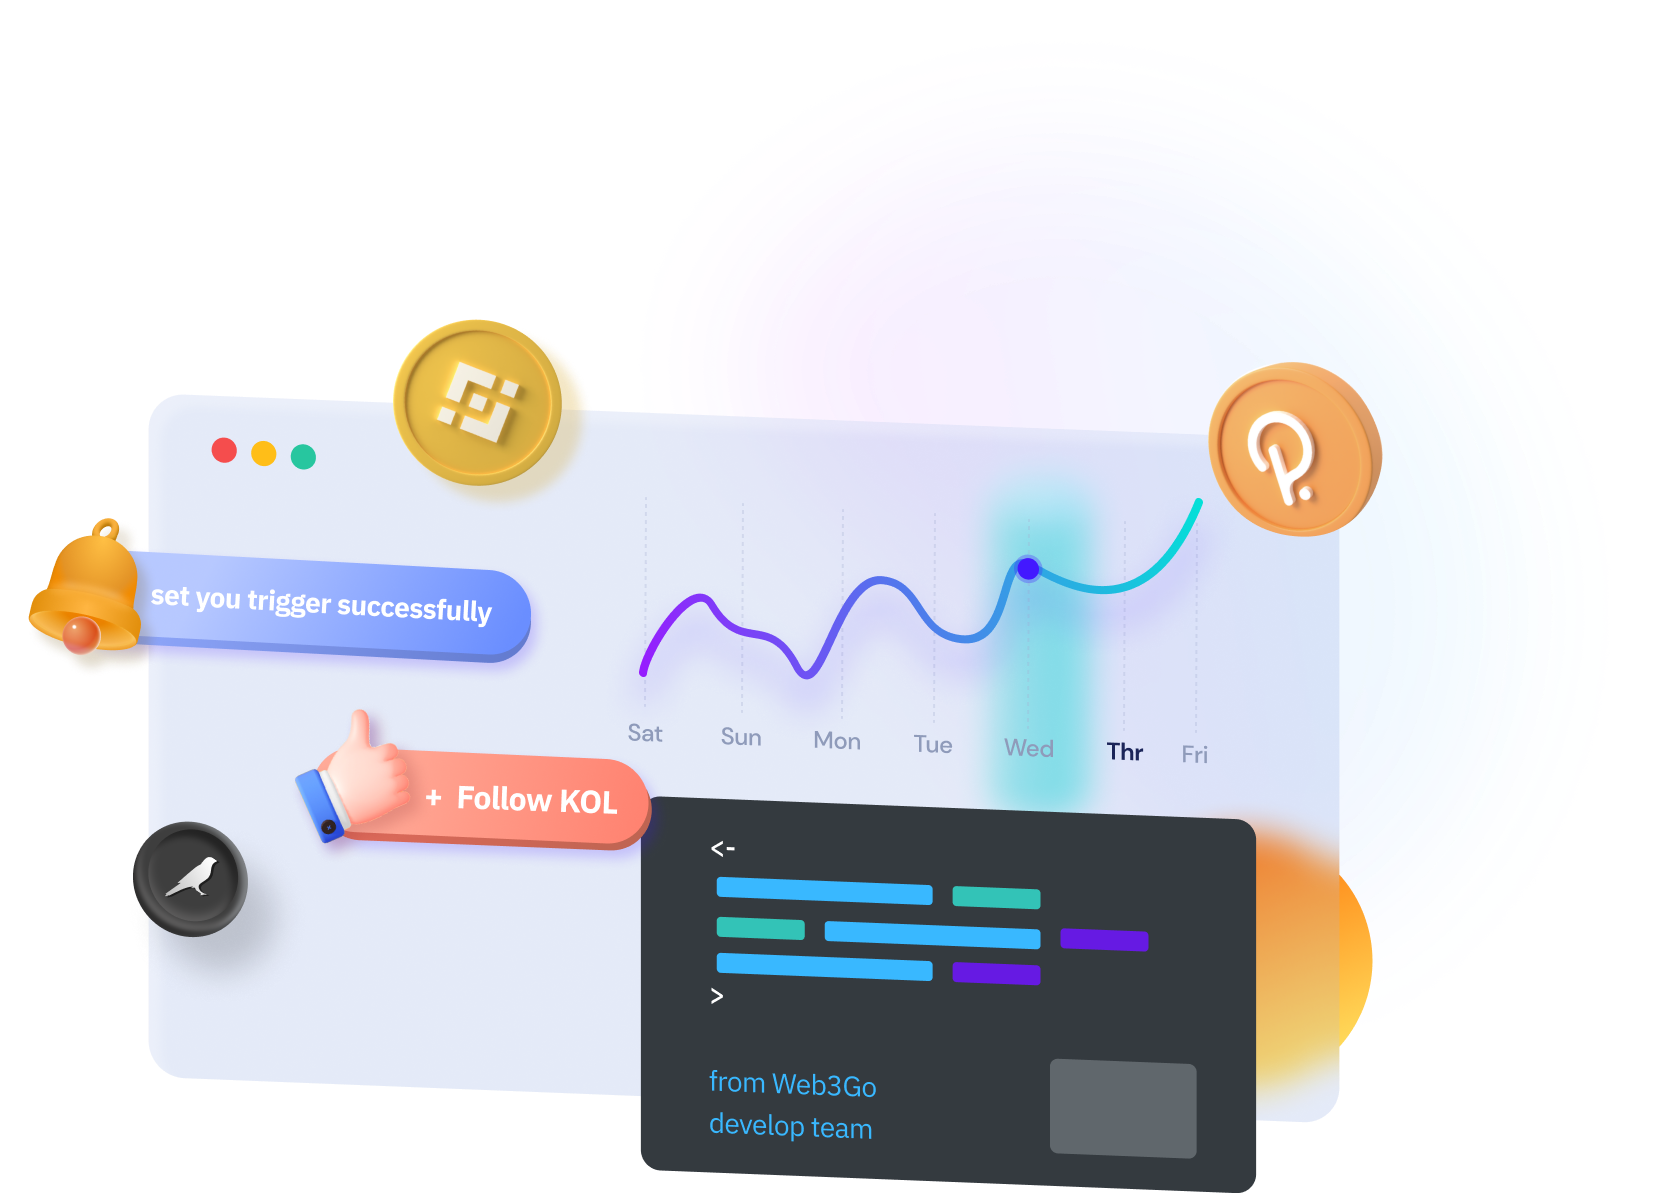 set you trigger successfully
Sat Sun Mon Tue Wed Thr Fri
+ Follow KOL
<-
>
from Web3Go
develop team